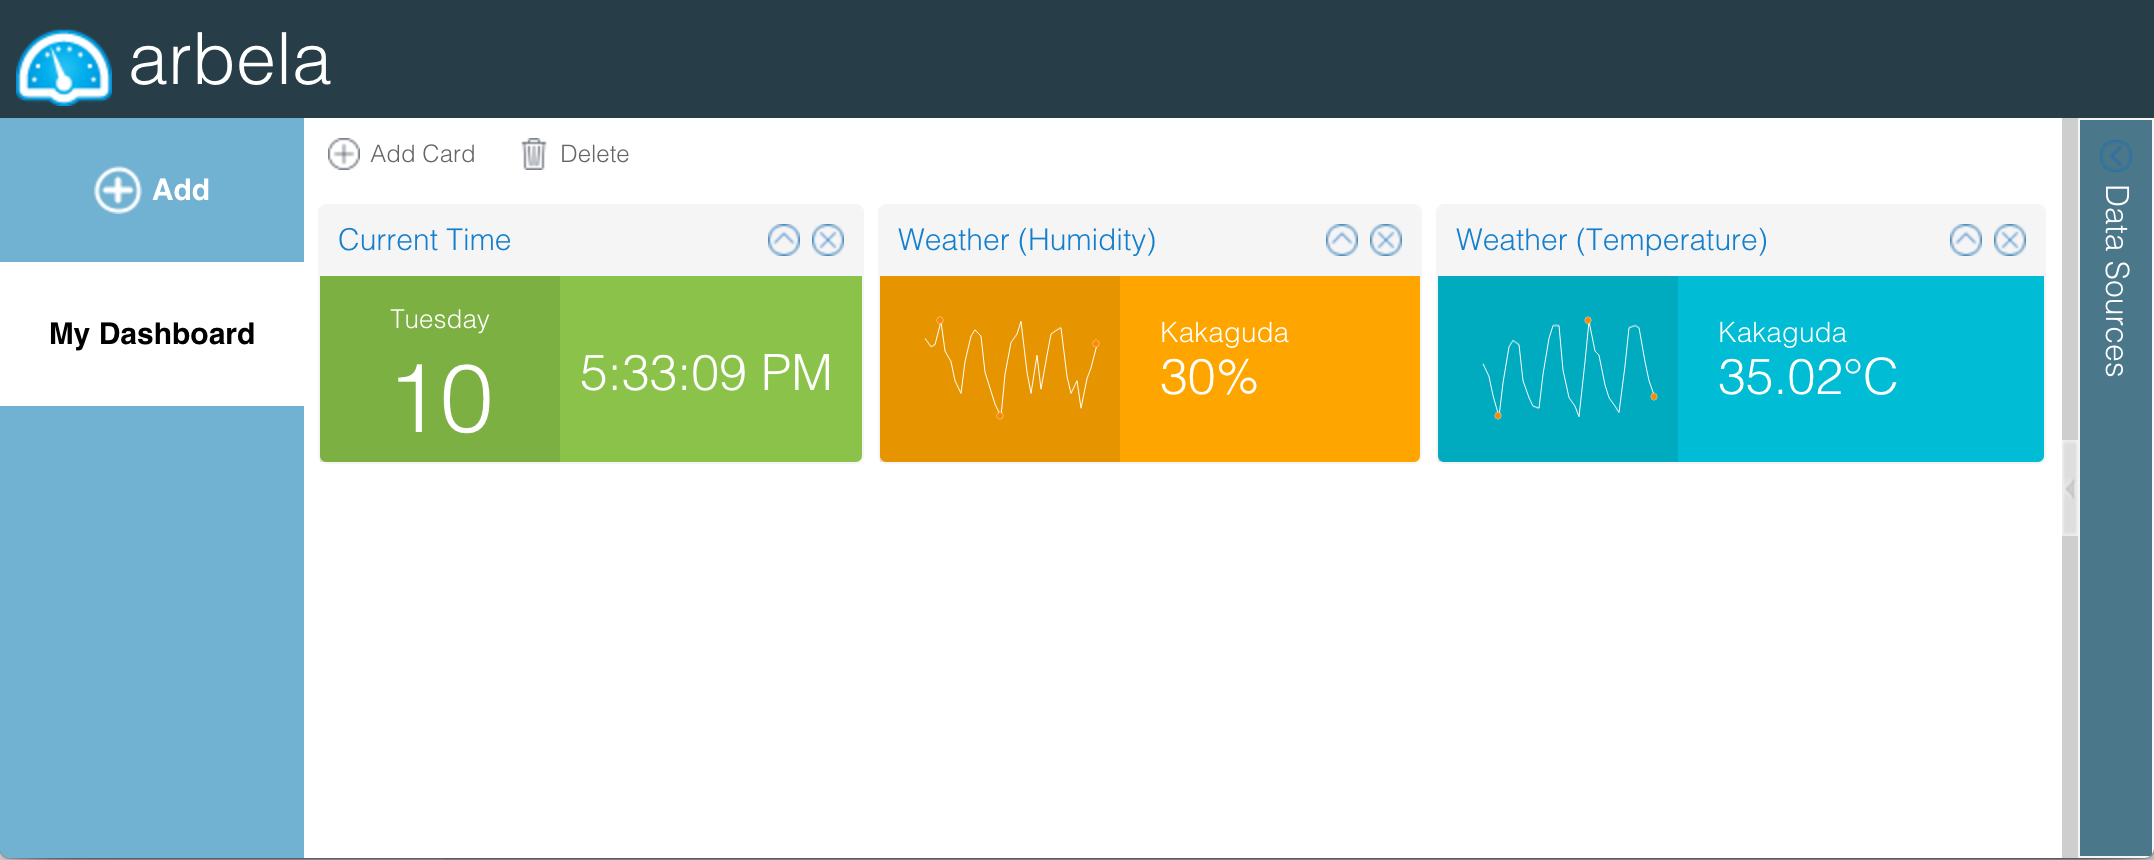 arbela
Add
My Dashboard
Add Card
Delete
Current Time
Tuesday
10
5:33:09 PM
Weather (Humidity)
Kakaguda
30%
Weather (Temperature)
Kakaguda
35.02°C
Data Sources